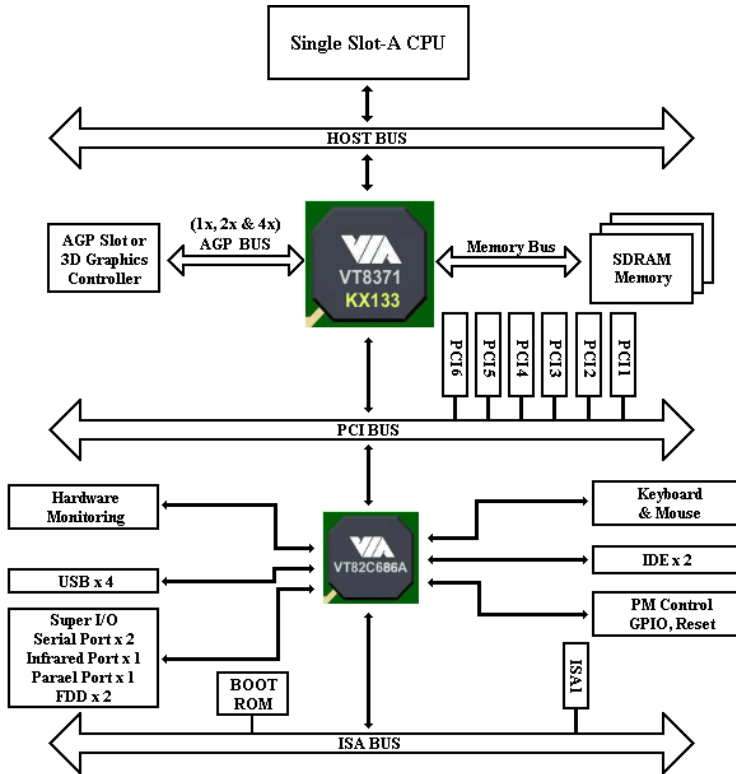 Single Slot-A CPU
HOST BUS
(1x, 2x & 4x)
AGP BUS
AGP Slot or
3D Graphics
Controller
VIA
VT8371
KX133
Memory Bus
SDRAM
Memory
PCI6
PCI5
PCI4
PCI3
PCI2
PCI1
PCI BUS
Hardware
Monitoring
Keyboard
& Mouse
VIA
VT82C686A
USB x 4
IDE x 2
Super I/O
Serial Port x 2
Infrared Port x 1
Parael Port x 1
FDD x 2
PM Control
GPIO, Reset
BOOT
ROM
ISA1
ISA BUS